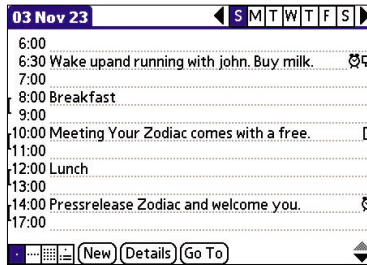 03 Nov 23 S M T W T F S
6:00
6:30 Wake upand running with john. Buy milk.
7:00
8:00 Breakfast
9:00
10:00 Meeting Your Zodiac comes with a free.
11:00
12:00 Lunch
13:00
14:00 Pressrelease Zodiac and welcome you.
17:00
New Details Go To